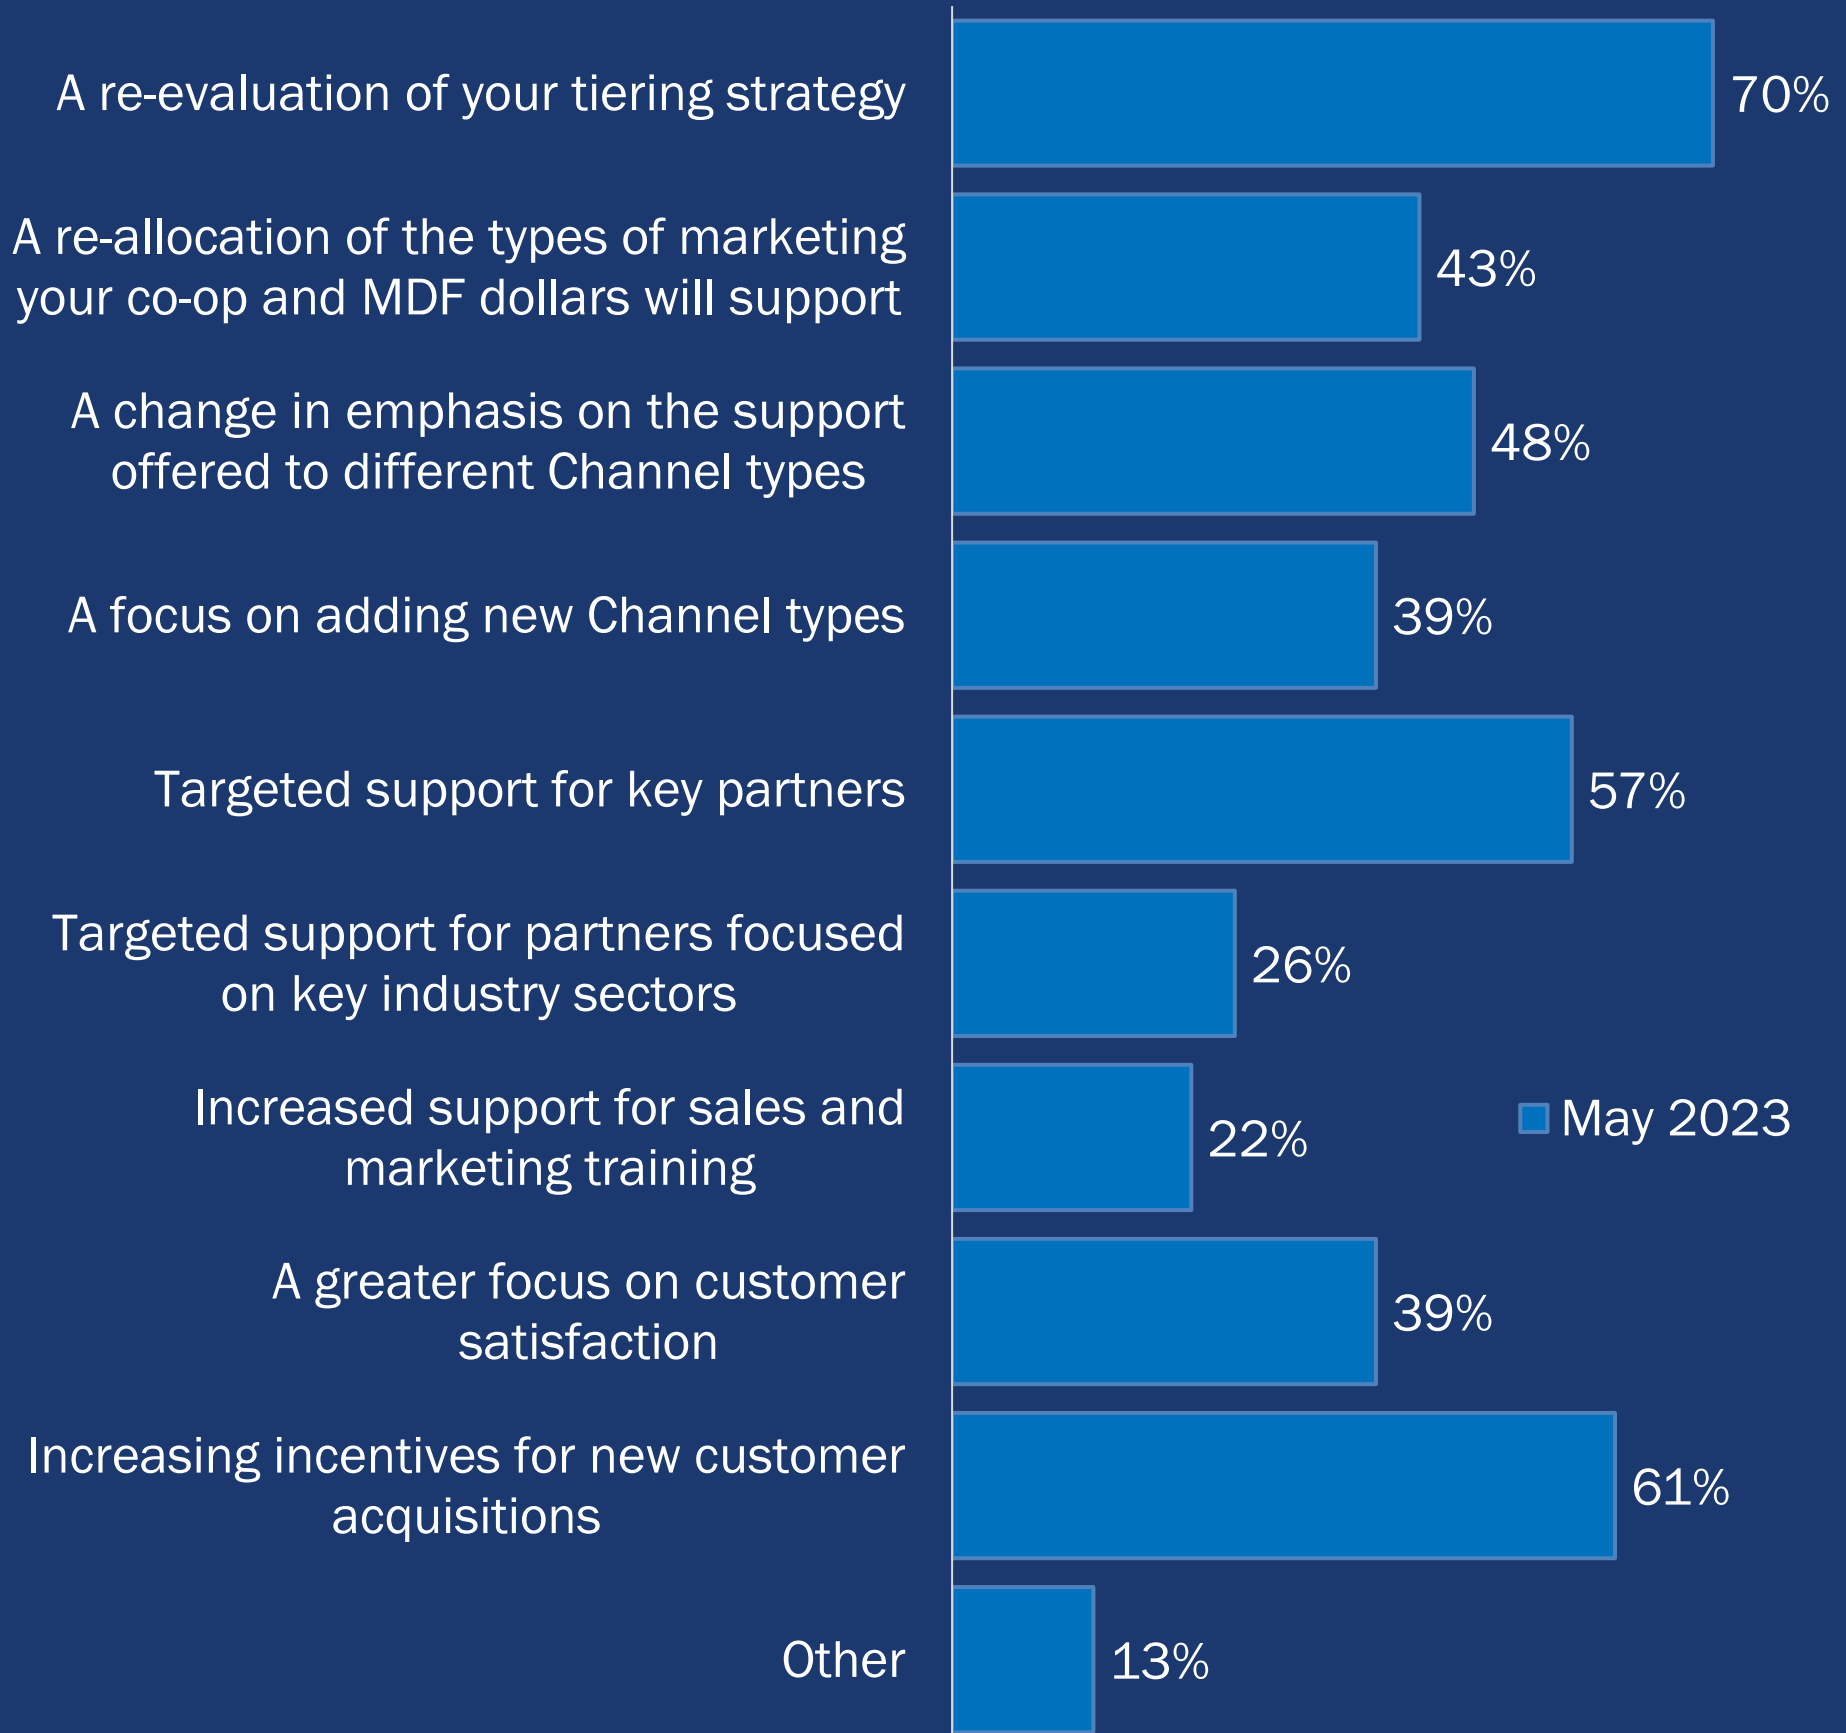 A re-evaluation of your tiering strategy
70%
A re-allocation of the types of marketing
your co-op and MDF dollars will support
43%
A change in emphasis on the support
offered to different Channel types
48%
A focus on adding new Channel types
39%
Targeted support for key partners
57%
Targeted support for partners focused
on key industry sectors
26%
Increased support for sales and
marketing training
22%
May 2023
A greater focus on customer
satisfaction
39%
Increasing incentives for new customer
acquisitions
61%
Other
13%